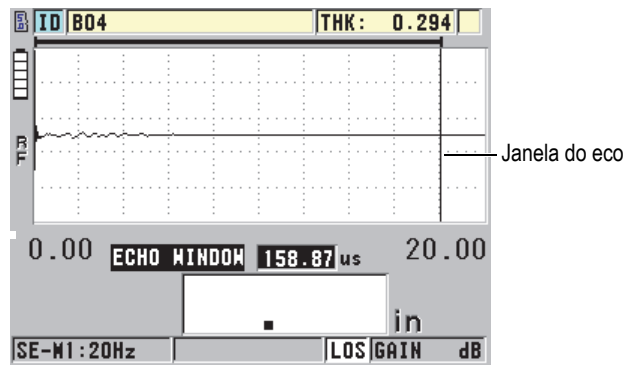 ID B04 THK: 0.294
RF
Janela do eco
0.00 ECHO WINDOW 158.87 us 20.00
in
SE-M1:20Hz LOS GAIN dB